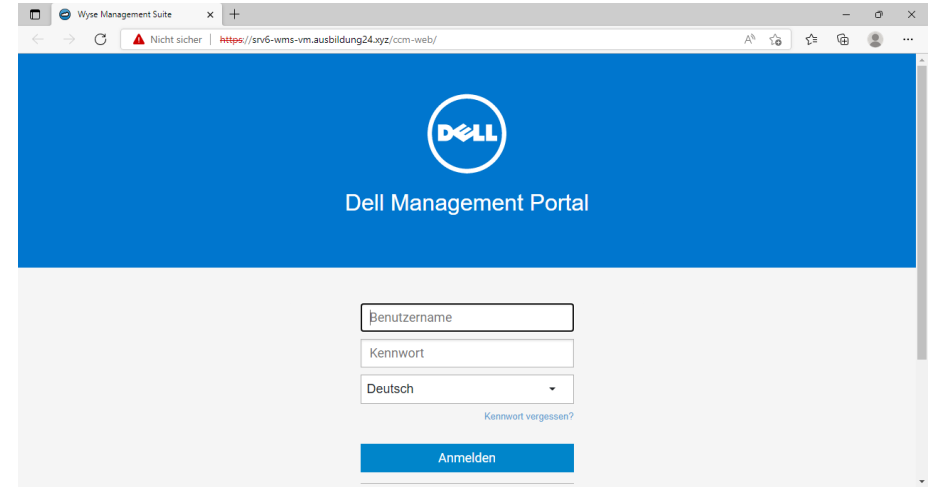 Wyse Management Suite
Nicht sicher | https://srv6-wms-vm.ausbildung24.xyz/ccm-web/
DELL
Dell Management Portal
Benutzername
Kennwort
Deutsch
Kennwort vergessen?
Anmelden